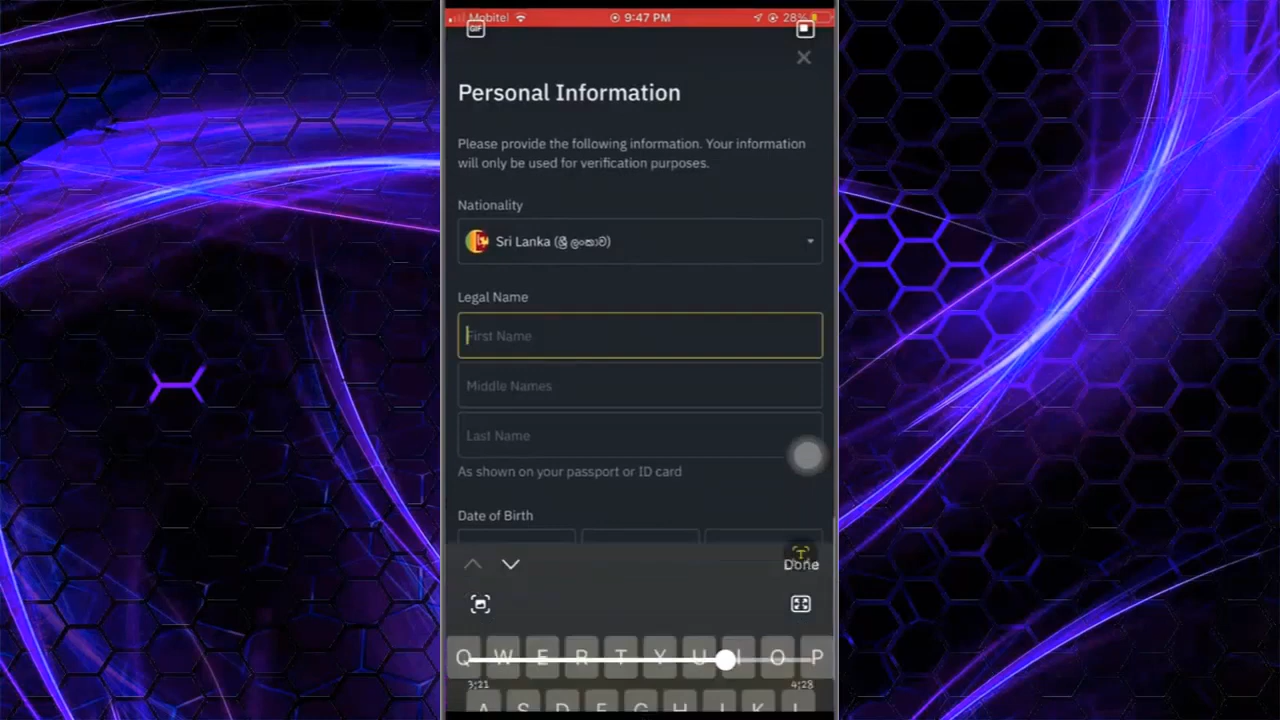 Mobitel 9:47 PM 28%
GIF
Personal Information
Please provide the following information. Your information
will only be used for verification purposes.
Nationality
Sri Lanka (ශ්‍රී ලංකාව)
Legal Name
First Name
Middle Names
Last Name
As shown on your passport or ID card
Date of Birth
T
Done
Q W E R T Y U I O P
3:21 4:28
A S D F G H J K L